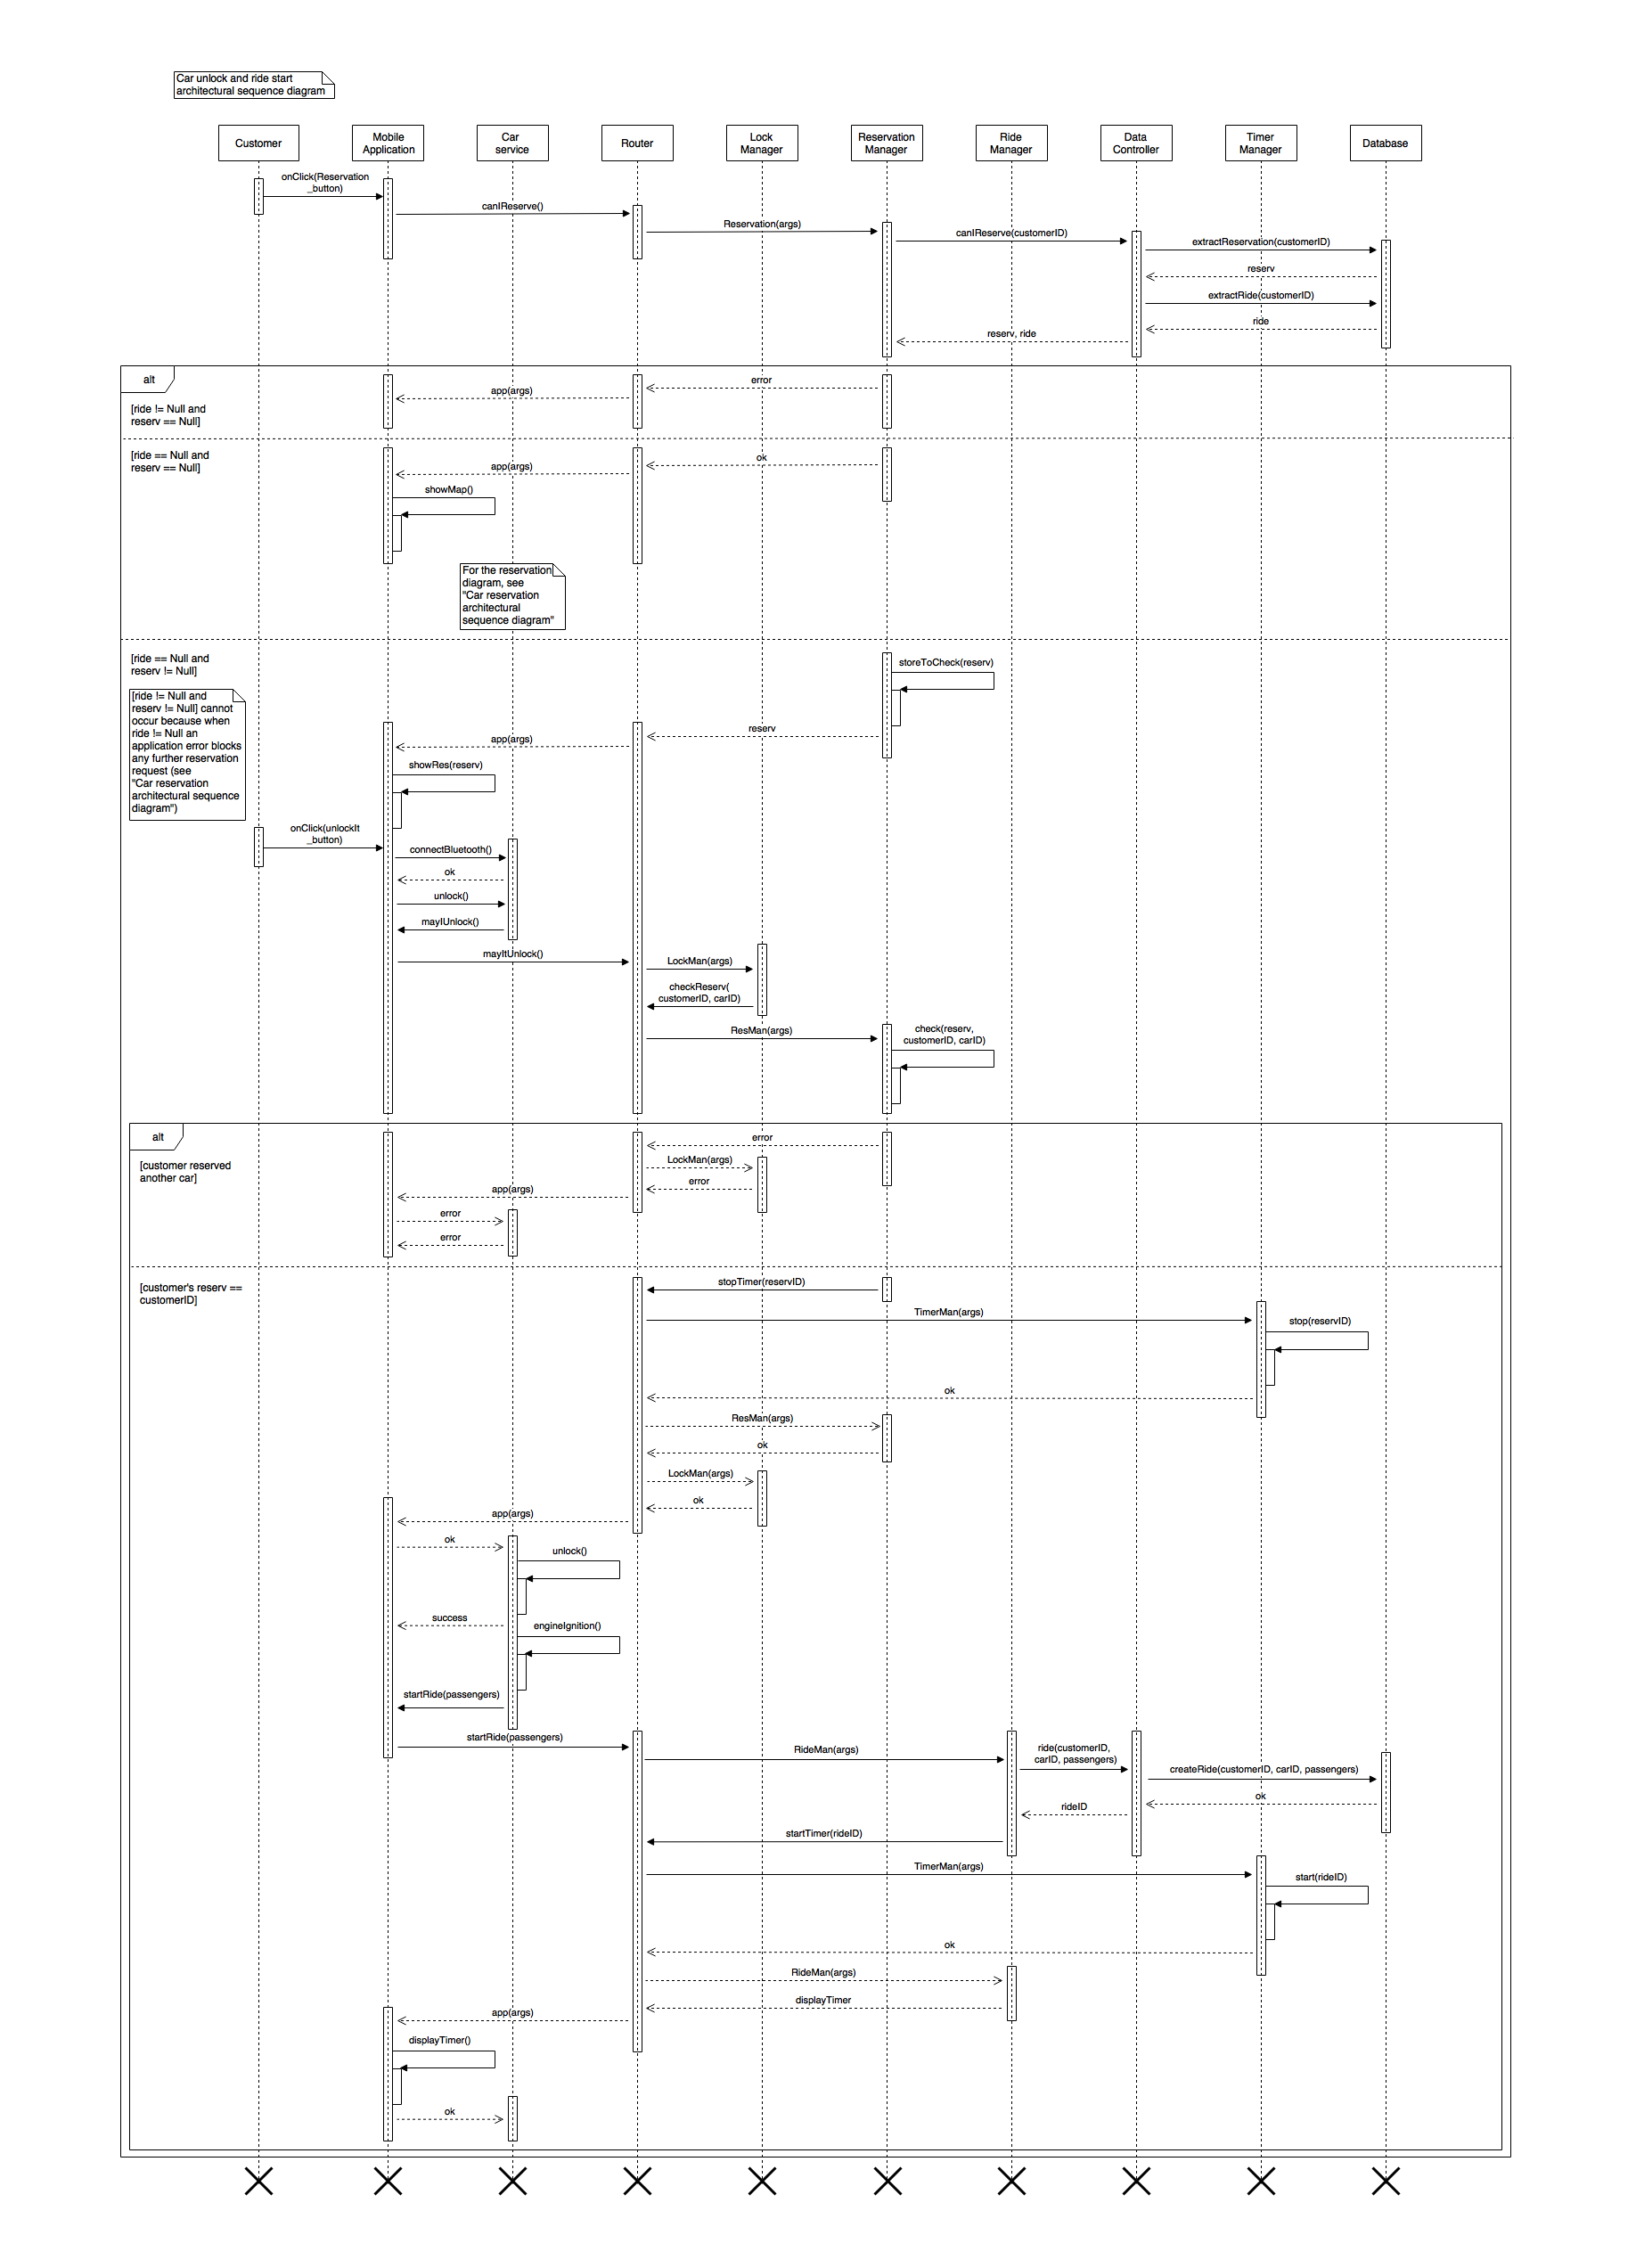 Car unlock and ride start
architectural sequence diagram
Customer
Mobile
Application
Car
service
Router
Lock
Manager
Reservation
Manager
Ride
Manager
Data
Controller
Timer
Manager
Database
onClick(Reservation
_button)
canIReserve()
Reservation(args)
canIReserve(customerID)
extractReservation(customerID)
reserv
extractRide(customerID)
ride
reserv, ride
alt
[ride != Null and
reserv == Null]
error
app(args)
[ride == Null and
reserv == Null]
ok
app(args)
showMap()
For the reservation
diagram, see
"Car reservation
architectural
sequence diagram"
[ride == Null and
reserv != Null]
storeToCheck(reserv)
[ride != Null and
reserv != Null] cannot
occur because when
ride != Null an
application error blocks
any further reservation
request (see
"Car reservation
architectural sequence
diagram")
reserv
app(args)
showRes(reserv)
onClick(unlockIt
_button)
connectBluetooth()
ok
unlock()
mayIUnlock()
mayItUnlock()
LockMan(args)
checkReserv(
customerID, carID)
ResMan(args)
check(reserv,
customerID, carID)
alt
[customer reserved
another car]
error
LockMan(args)
error
app(args)
error
error
[customer's reserv ==
customerID]
stopTimer(reservID)
TimerMan(args)
stop(reservID)
ok
ResMan(args)
ok
LockMan(args)
ok
app(args)
ok
unlock()
success
engineIgnition()
startRide(passengers)
startRide(passengers)
RideMan(args)
ride(customerID,
carID, passengers)
createRide(customerID, carID, passengers)
ok
rideID
startTimer(rideID)
TimerMan(args)
start(rideID)
ok
RideMan(args)
displayTimer
app(args)
displayTimer()
ok